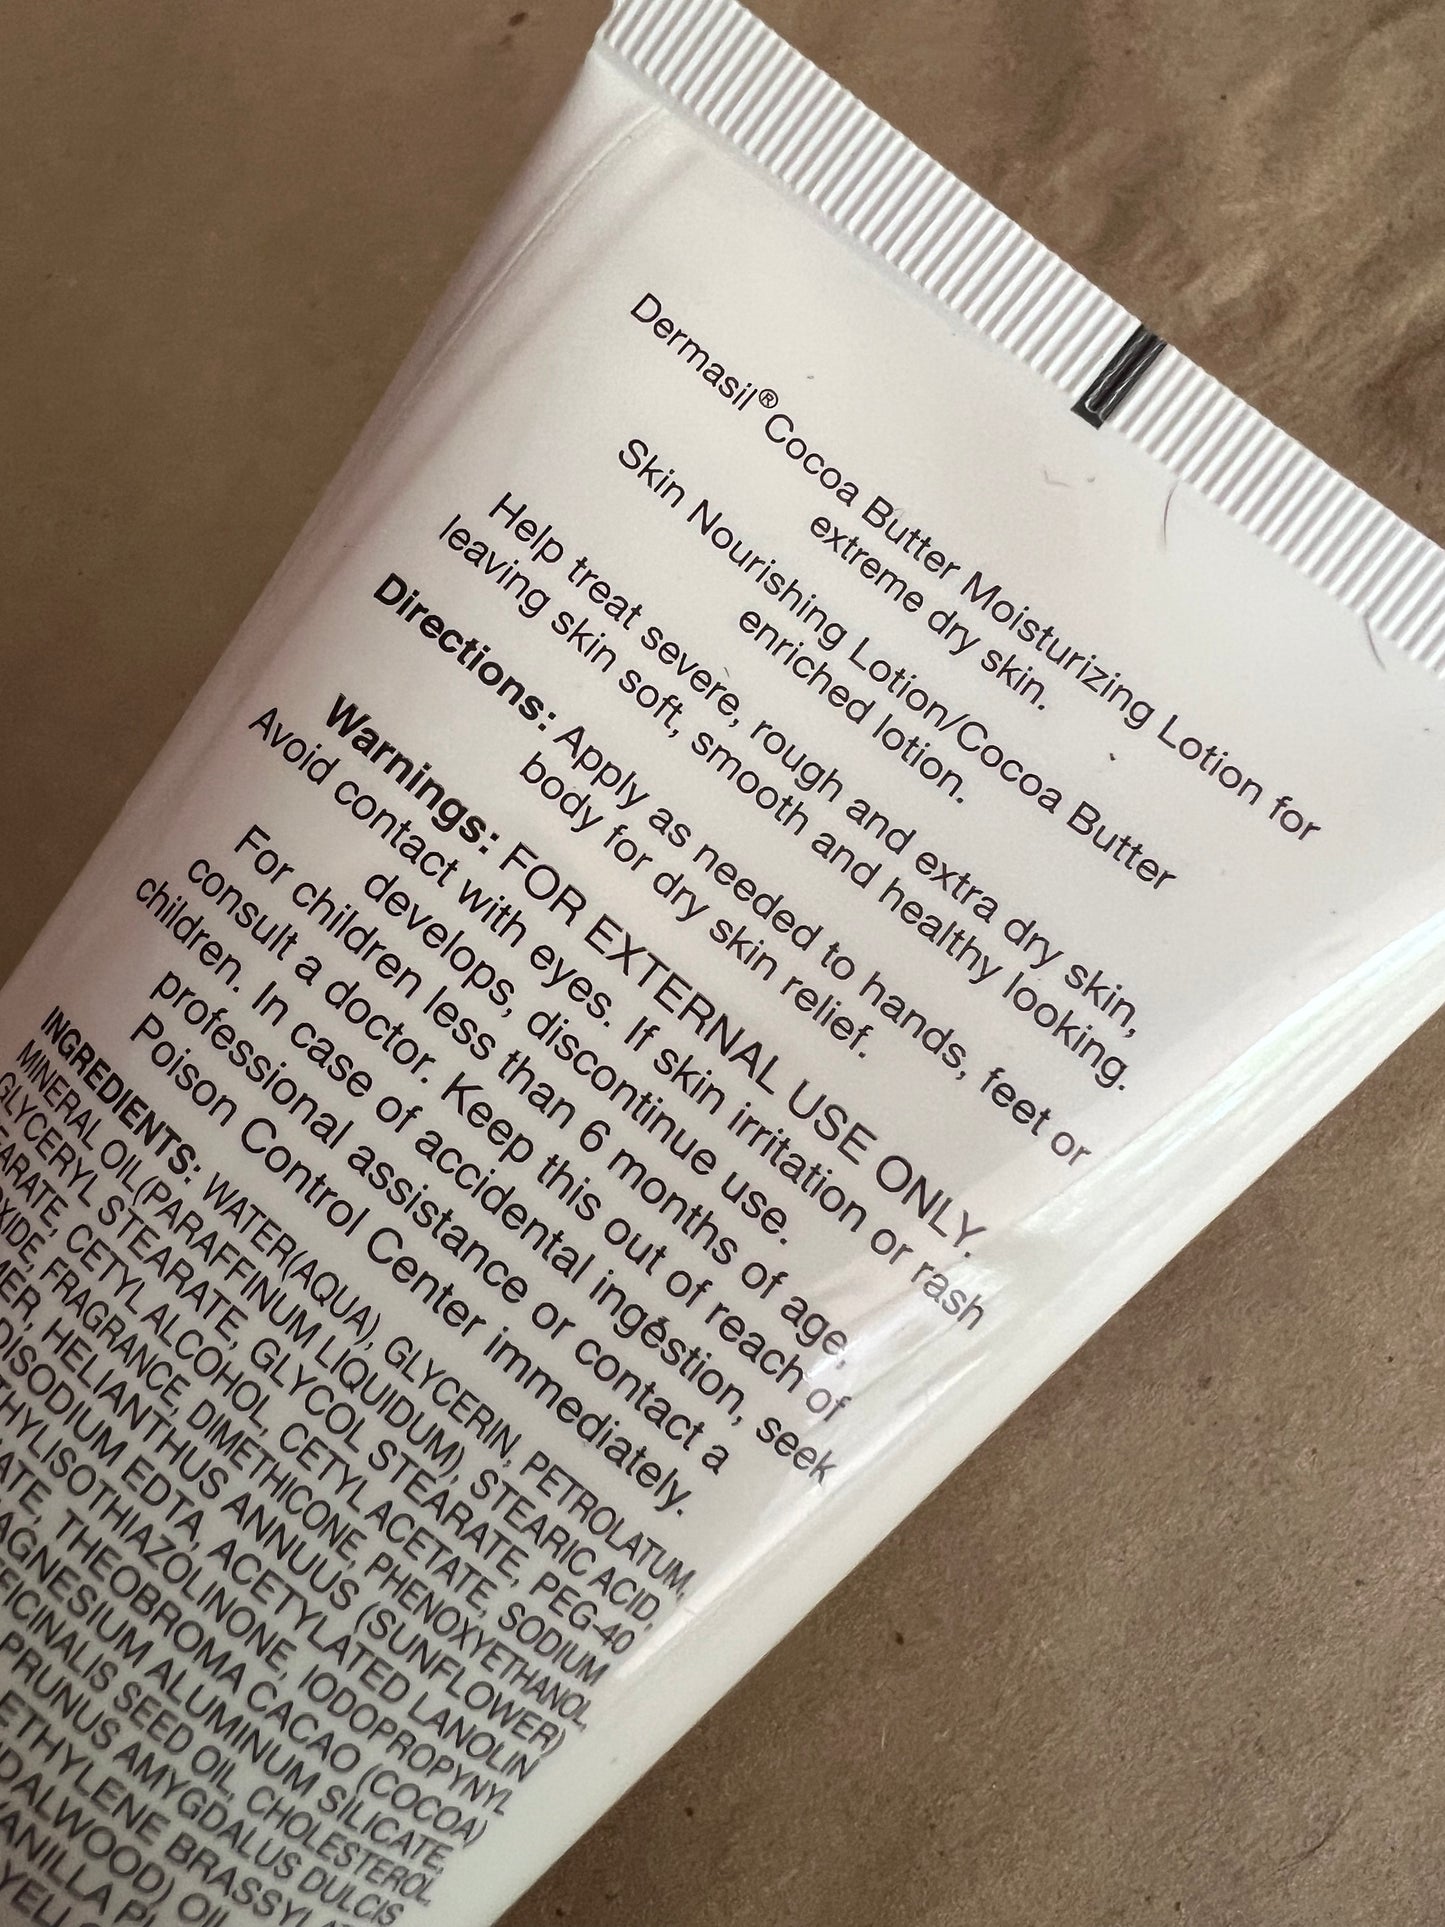 Dermasil® Cocoa Butter Moisturizing Lotion for
extreme dry skin.
Skin Nourishing Lotion/Cocoa Butter
enriched lotion.
Help treat severe, rough and extra dry skin,
leaving skin soft, smooth and healthy looking.
Directions: Apply as needed to hands, feet or
body for dry skin relief.
Warnings: FOR EXTERNAL USE ONLY.
Avoid contact with eyes. If skin irritation or rash
develops, discontinue use.
For children less than 6 months of age,
consult a doctor. Keep this out of reach of
children. In case of accidental ingestion, seek
professional assistance or contact a
Poison Control Center immediately.
INGREDIENTS: WATER(AQUA), GLYCERIN, PETROLATUM,
MINERAL OIL(PARAFFINUM LIQUIDUM), STEARIC ACID,
GLYCERYL STEARATE, GLYCOL STEARATE, PEG-40
CETYL ALCOHOL, CETYL ACETATE, SODIUM
FRAGRANCE, DIMETHICONE, PHENOXYETHANOL,
HELIANTHUS ANNUUS (SUNFLOWER)
DISODIUM EDTA, ACETYLATED LANOLIN
IODOPROPYNYL
THEOBROMA CACAO (COCOA)
ALUMINUM SILICATE,
SEED OIL, CHOLESTEROL,
PRUNUS AMYGDALUS DULCIS
OIL